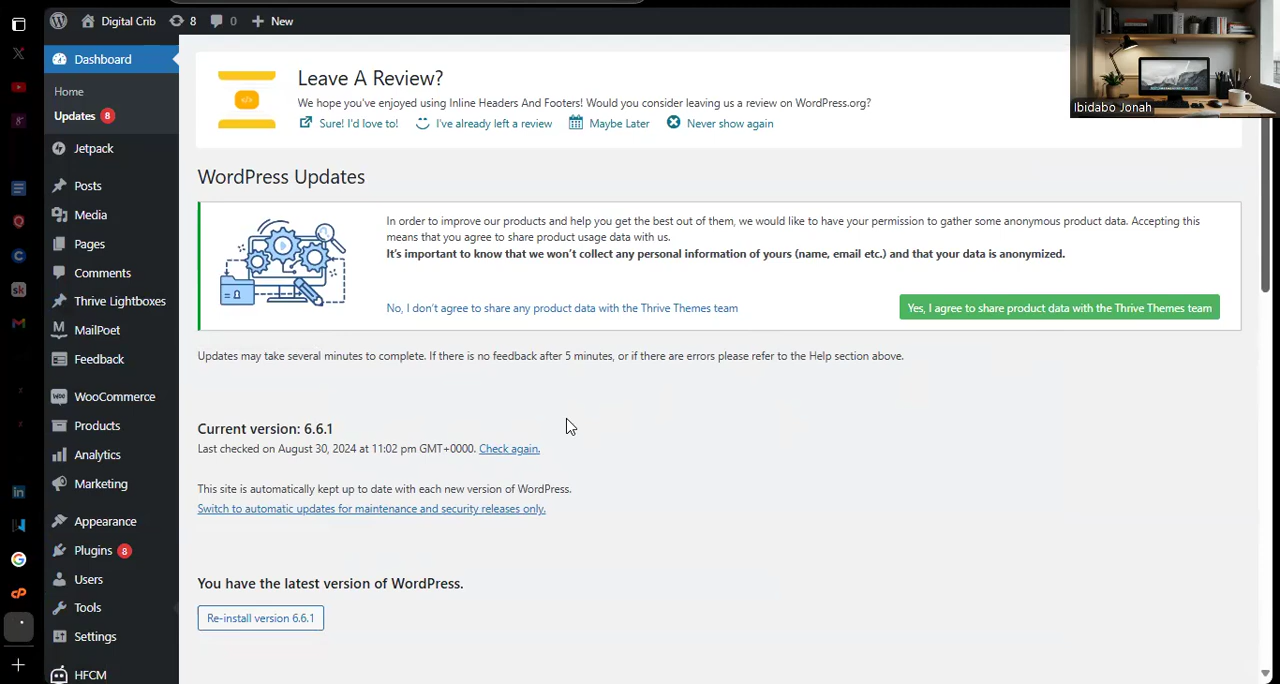 Digital Crib
8
0
New
Ibidabo Jonah
Dashboard
Home
Updates 8
Jetpack
Posts
Media
Pages
Comments
Thrive Lightboxes
MailPoet
Feedback
WooCommerce
Products
Analytics
Marketing
Appearance
Plugins 8
Users
Tools
Settings
HFCM
Leave A Review?
We hope you've enjoyed using Inline Headers And Footers! Would you consider leaving us a review on WordPress.org?
Sure! I'd love to! I've already left a review Maybe Later Never show again
WordPress Updates
In order to improve our products and help you get the best out of them, we would like to have your permission to gather some anonymous product data. Accepting this
means that you agree to share product usage data with us.
It's important to know that we won't collect any personal information of yours (name, email etc.) and that your data is anonymized.
No, I don't agree to share any product data with the Thrive Themes team
Yes, I agree to share product data with the Thrive Themes team
Updates may take several minutes to complete. If there is no feedback after 5 minutes, or if there are errors please refer to the Help section above.
Current version: 6.6.1
Last checked on August 30, 2024 at 11:02 pm GMT+0000. Check again.
This site is automatically kept up to date with each new version of WordPress.
Switch to automatic updates for maintenance and security releases only.
You have the latest version of WordPress.
Re-install version 6.6.1